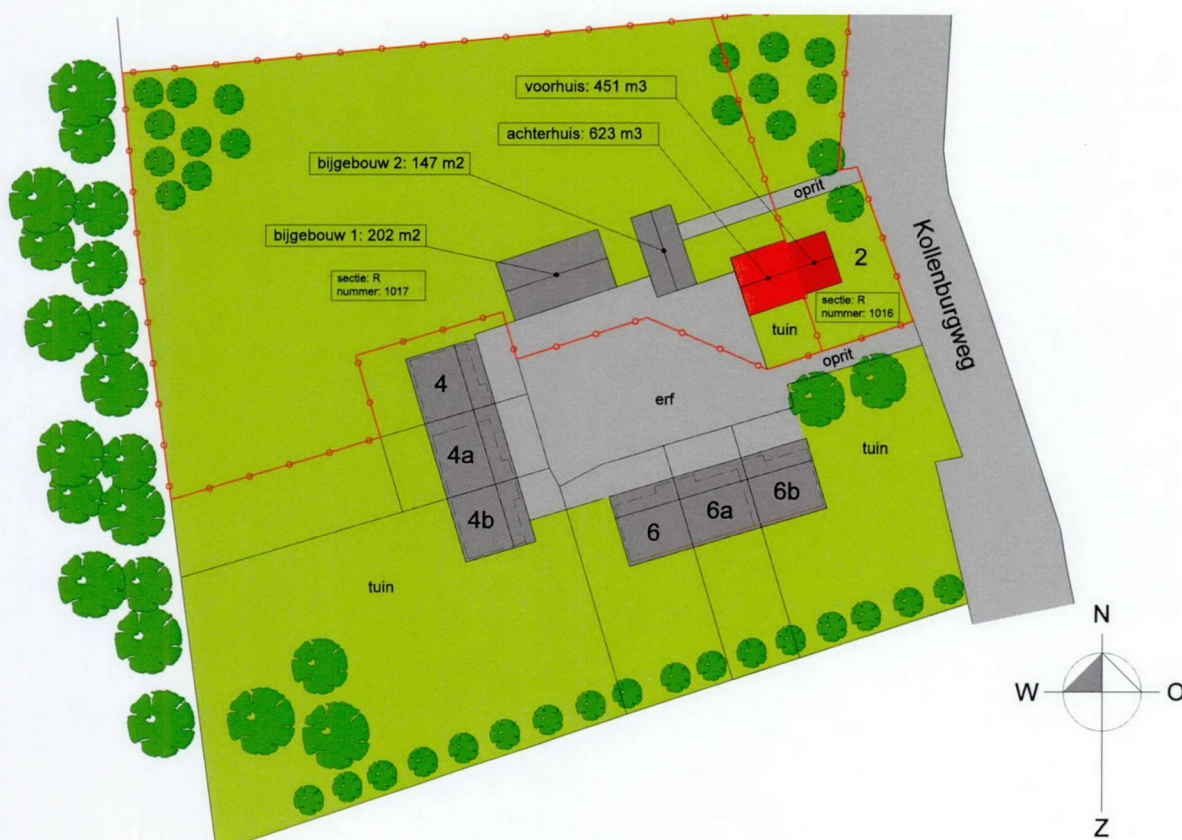 voorhuis: 451 m3
achterhuis: 623 m3
bijgebouw 2: 147 m2
oprit
bijgebouw 1: 202 m2
2
Kollenburgweg
sectie: R
nummer: 1017
sectie: R
nummer: 1016
tuin
oprit
4
erf
4a
tuin
6b
6a
4b
6
tuin
N
W
O
Z